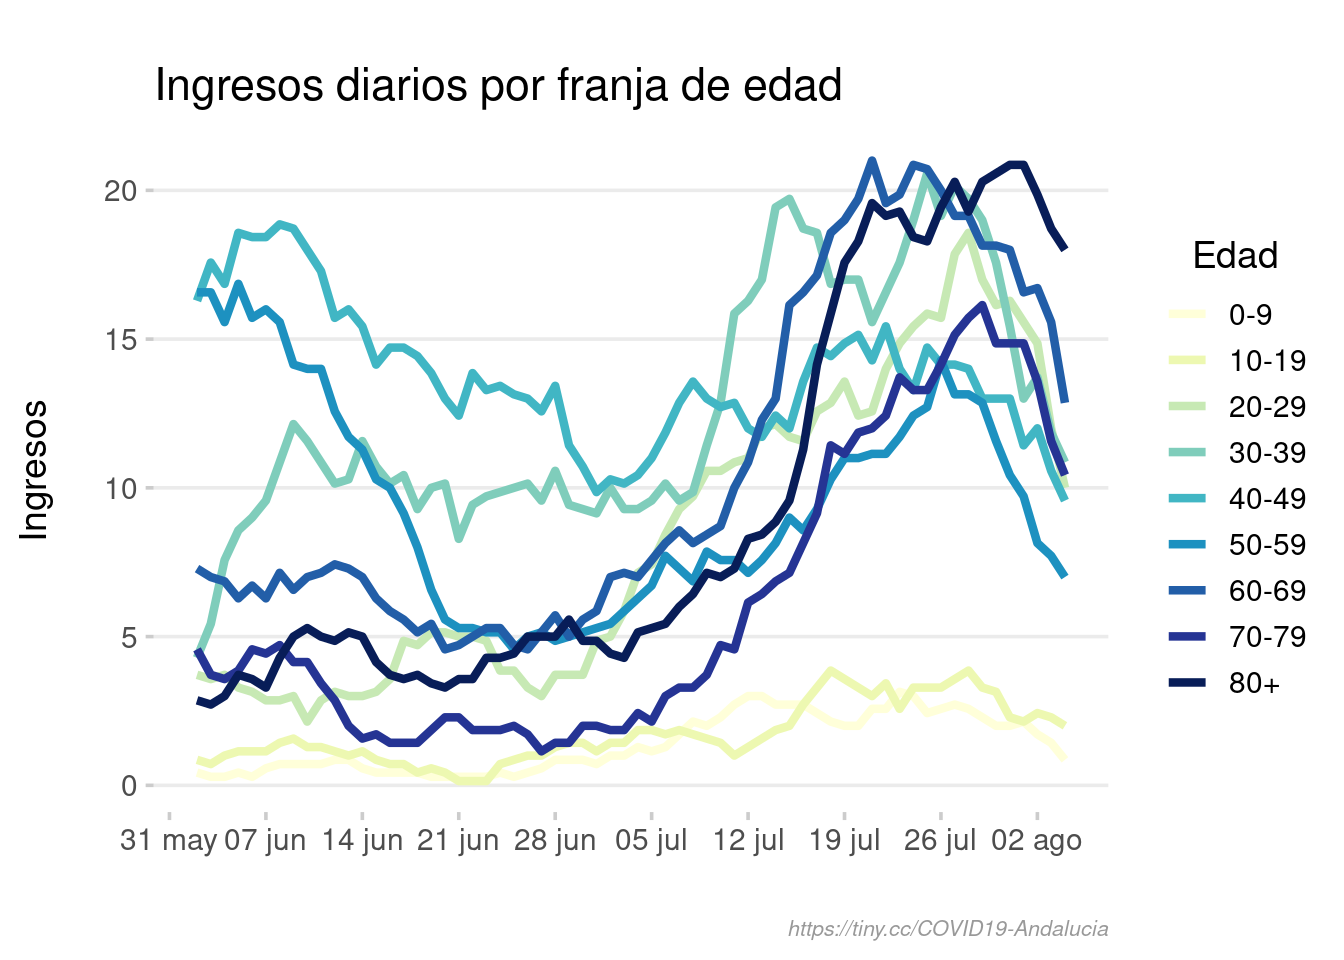 Ingresos diarios por franja de edad
Ingresos
20
15
10
5
0
31 may 07 jun 14 jun 21 jun 28 jun 05 jul 12 jul 19 jul 26 jul 02 ago
Edad
0-9
10-19
20-29
30-39
40-49
50-59
60-69
70-79
80+
https://tiny.cc/COVID19-Andalucia